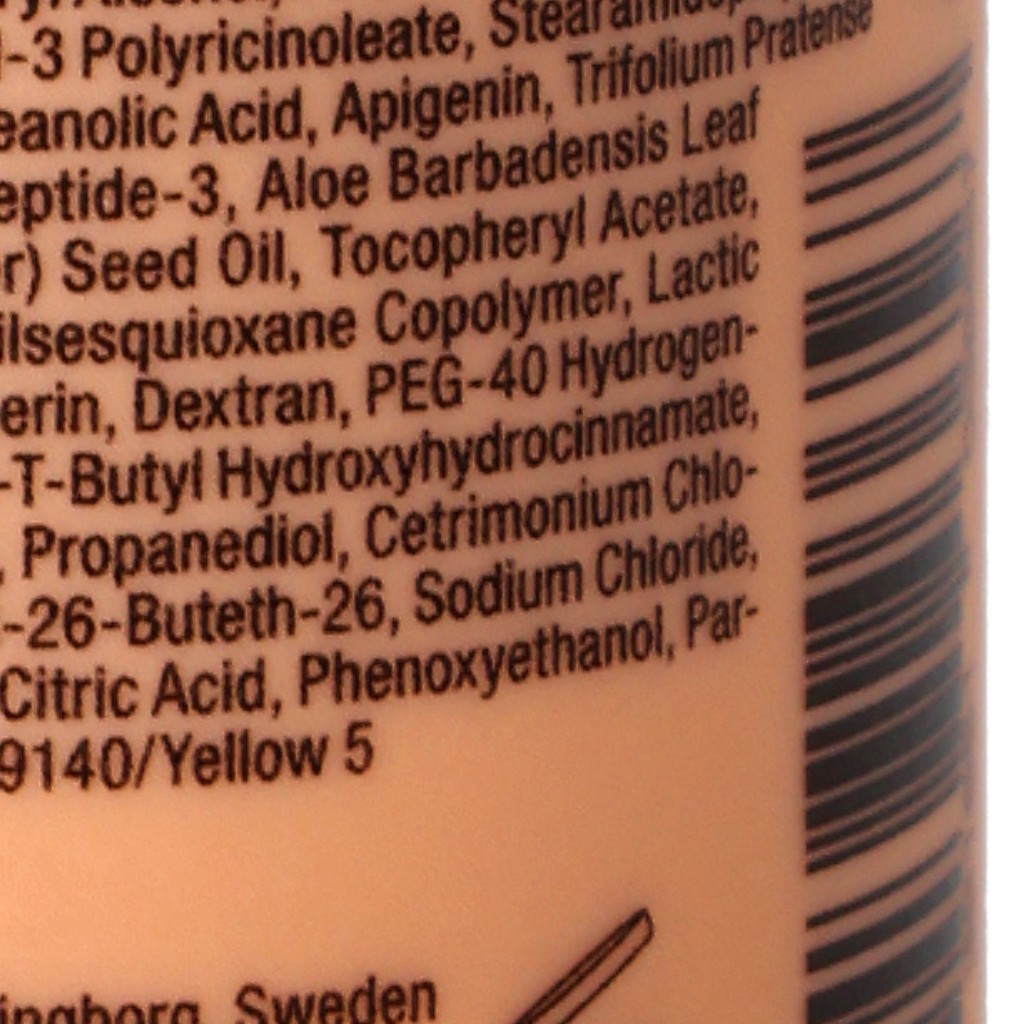 -3 Polyricinoleate,
Acid, Apigenin, Trifolium Pratense
eptide-3, Aloe Barbadensis Leaf
r) Seed Oil, Tocopheryl Acetate,
ilsesquioxane Copolymer, Lactic
erin, Dextran, PEG-40 Hydrogen-
-T-Butyl Hydroxyhydrocinnamate,
, Propanediol, Cetrimonium Chlo-
-26-Buteth-26, Sodium Chloride,
Citric Acid, Phenoxyethanol, Par-
9140/Yellow 5
Sweden